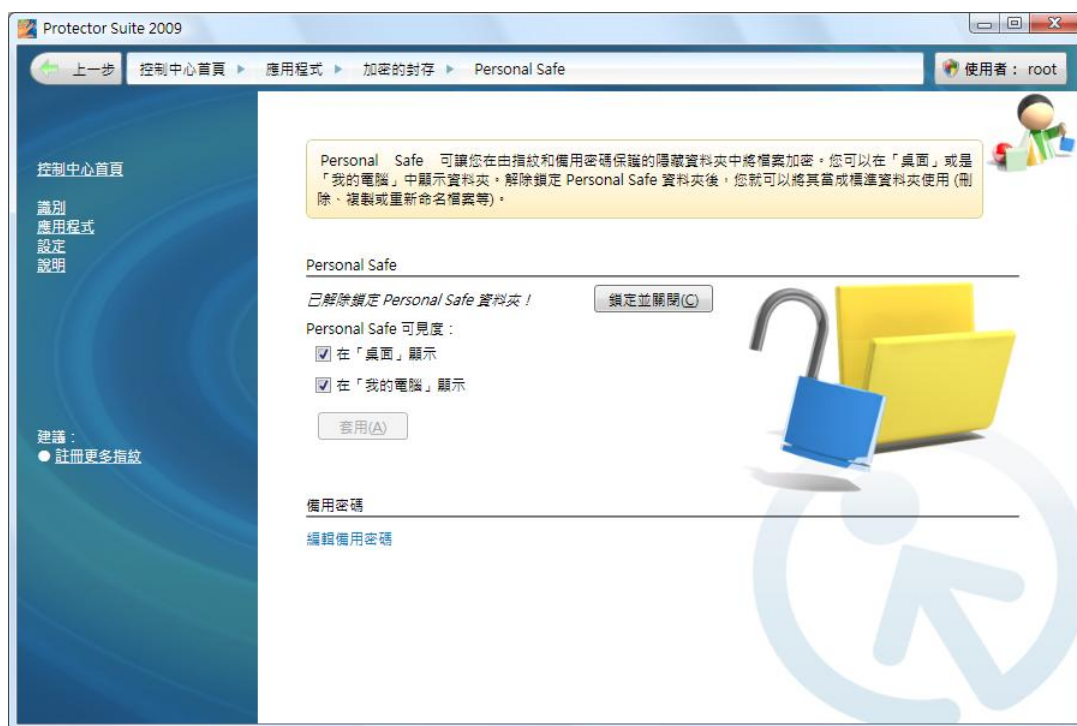 Protector Suite 2009
上一步 控制中心首頁 應用程式 加密的封存 Personal Safe 使用者： root
控制中心首頁
識別
應用程式
設定
說明
建議：
註冊更多指紋
Personal Safe 可讓您在由指紋和備用密碼保護的隱藏資料夾中將檔案加密。您可以在「桌面」或是
「我的電腦」中顯示資料夾。解除鎖定 Personal Safe 資料夾後，您就可以將其當成標準資料夾使用 (刪
除、複製或重新命名檔案等)。
Personal Safe
已解除鎖定 Personal Safe 資料夾！ 鎖定並關閉(C)
Personal Safe 可見度：
在「桌面」顯示
在「我的電腦」顯示
套用(A)
備用密碼
編輯備用密碼